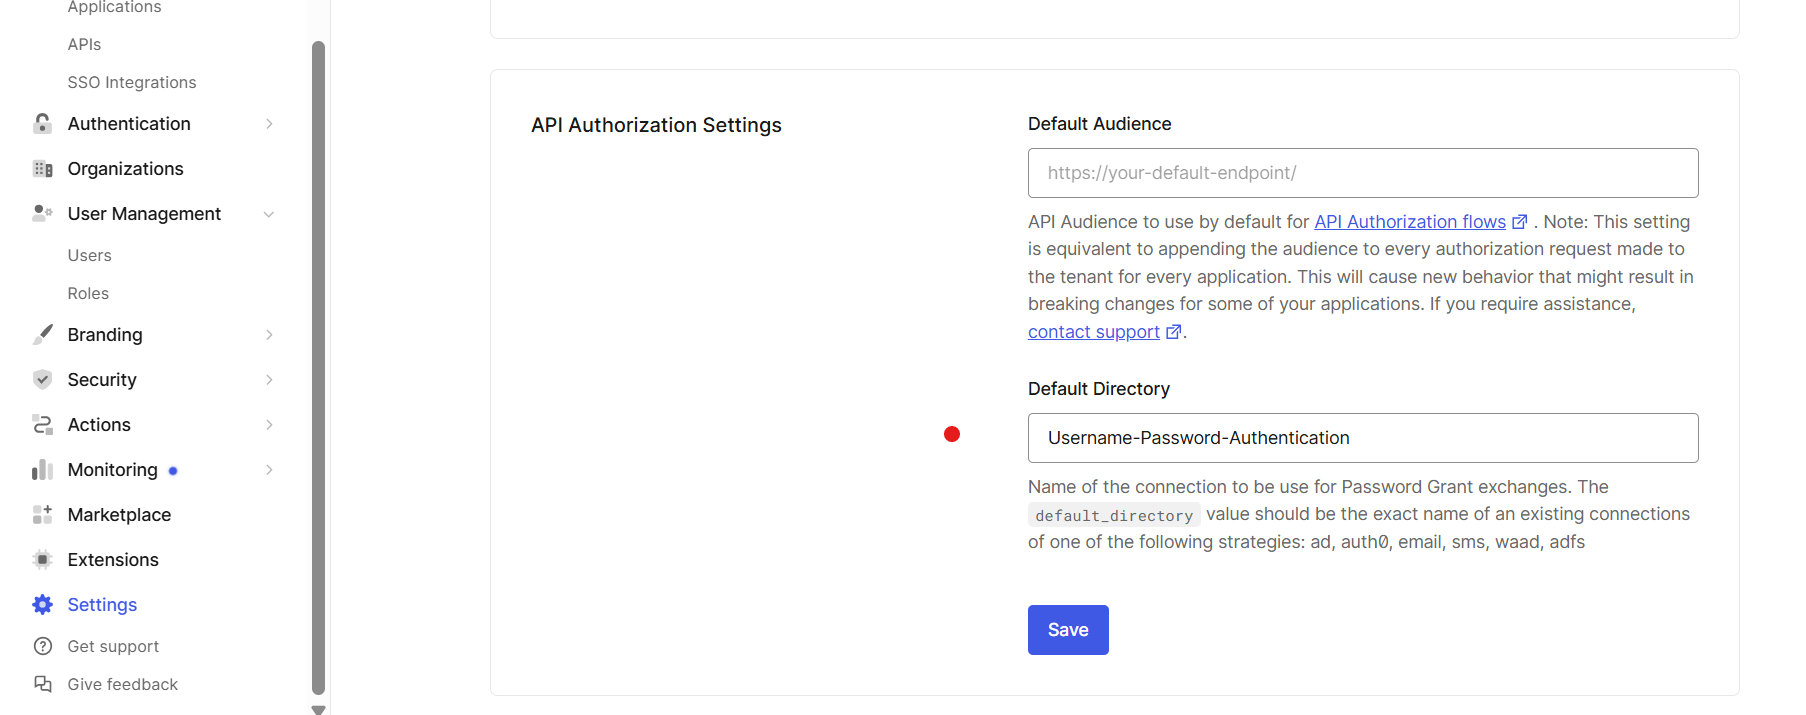 Applications
APIs
SSO Integrations
Authentication
Organizations
User Management
Users
Roles
Branding
Security
Actions
Monitoring
Marketplace
Extensions
Settings
Get support
Give feedback
API Authorization Settings
Default Audience
https://your-default-endpoint/
API Audience to use by default for API Authorization flows . Note: This setting
is equivalent to appending the audience to every authorization request made to
the tenant for every application. This will cause new behavior that might result in
breaking changes for some of your applications. If you require assistance,
contact support .
Default Directory
Username-Password-Authentication
Name of the connection to be use for Password Grant exchanges. The
default_directory value should be the exact name of an existing connections
of one of the following strategies: ad, auth0, email, sms, waad, adfs
Save